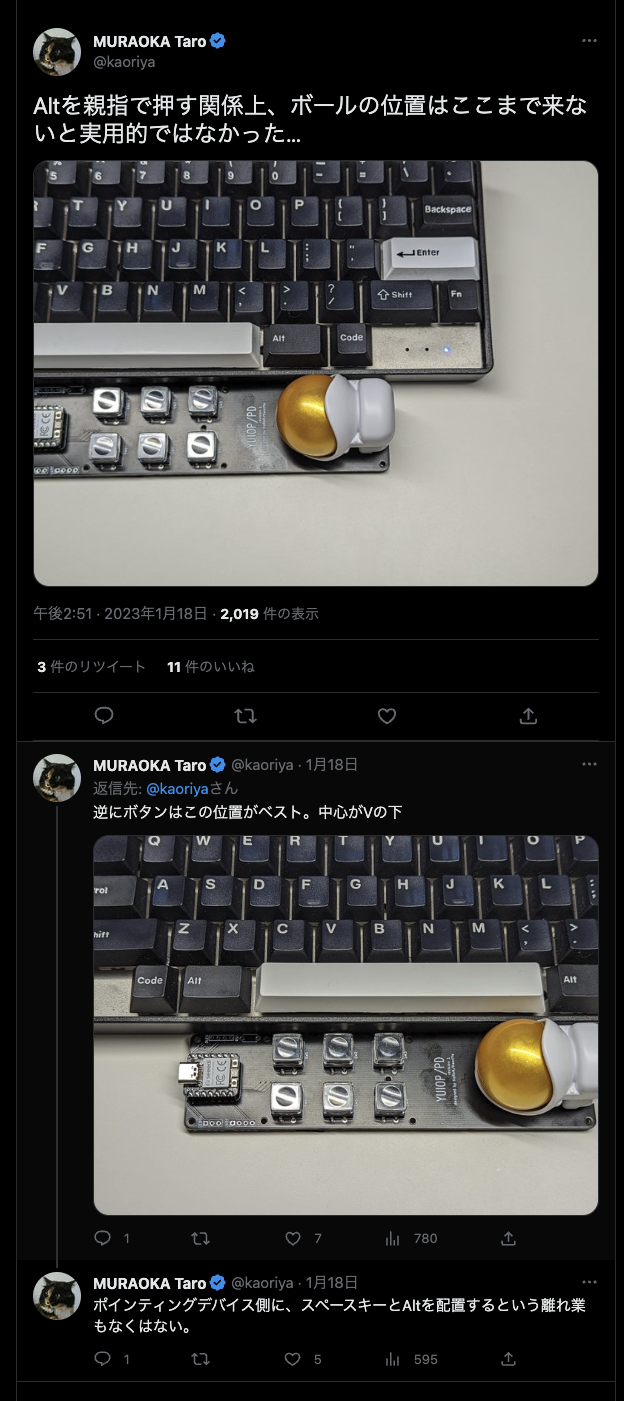 MURAOKA Taro
@kaoriya
Altを親指で押す関係上、ボールの位置はここまで来な
いと実用的ではなかった...
5 6 7 8 9 0 - = \
T Y U I O P { [ } ] Backspace
F G H J K L : ; " ' Enter
V B N M < , > . ? / Shift Fn
Alt Code
YUIOP/PD
午後2:51 · 2023年1月18日 · 2,019 件の表示
3 件のリツイート 11 件のいいね
MURAOKA Taro @kaoriya · 1月18日
返信先: @kaoriyaさん
逆にボタンはこの位置がベスト。中心がVの下
Q W E R T Y U I O P
rol A S D F G H J K L : ;
hift Z X C V B N M < , > .
Code Alt Alt
YUIOP/PD
1 7 780
MURAOKA Taro @kaoriya · 1月18日
ポインティングデバイス側に、スペースキーとAltを配置するという離れ業
もなくはない。
1 5 595